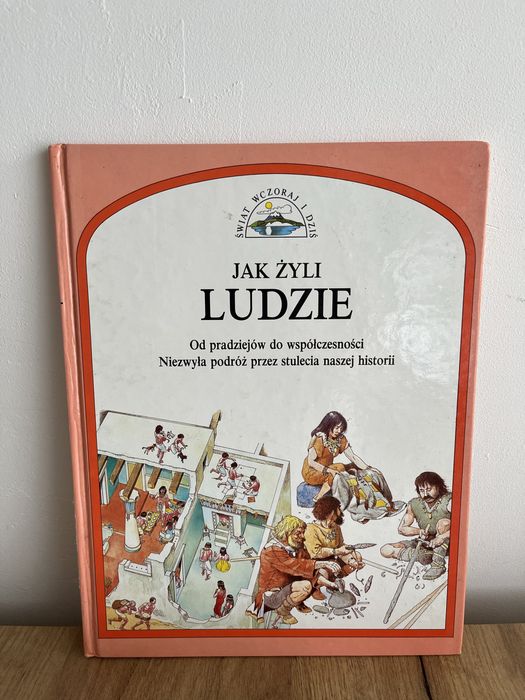 ŚWIAT WCZORAJ I DZIŚ
JAK ŻYLI
LUDZIE
Od pradziejów do współczesności
Niezwyła podróż przez stulecia naszej historii